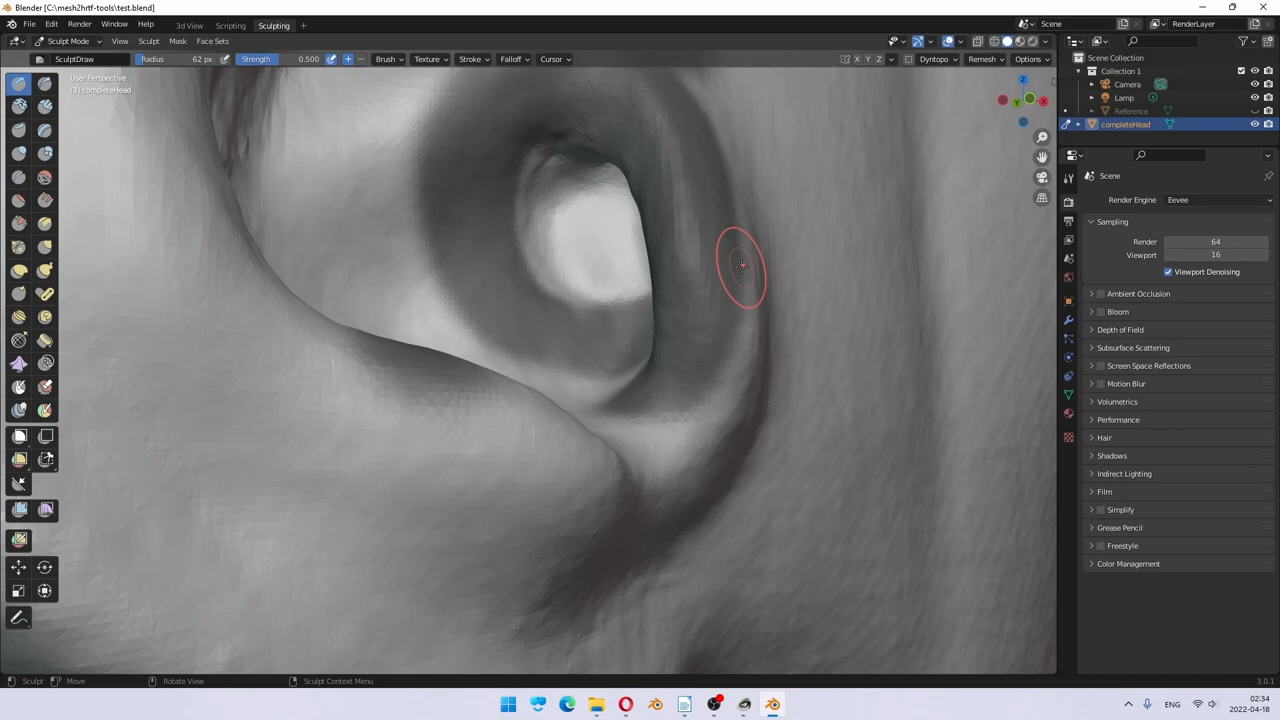 Blender [C:\mesh2hrtf-tools\test.blend]
File Edit Render Window Help 3d View Scripting Sculpting + Scene RenderLayer
Sculpt Mode View Sculpt Mask Face Sets
SculptDraw Radius 62 px Strength 0.500 Brush Texture Stroke Falloff Cursor X Y Z Dyntopo Remesh Options
User Perspective
(3) completeHead
Z
Y
X
Scene Collection
Collection 1
Camera
Lamp
Reference
completeHead
Scene
Render Engine Eevee
Sampling
Render 64
Viewport 16
Viewport Denoising
Ambient Occlusion
Bloom
Depth of Field
Subsurface Scattering
Screen Space Reflections
Motion Blur
Volumetrics
Performance
Hair
Shadows
Indirect Lighting
Film
Simplify
Grease Pencil
Freestyle
Color Management
Sculpt Move Rotate View Sculpt Context Menu 3.0.1
ENG 02:34
2022-04-18